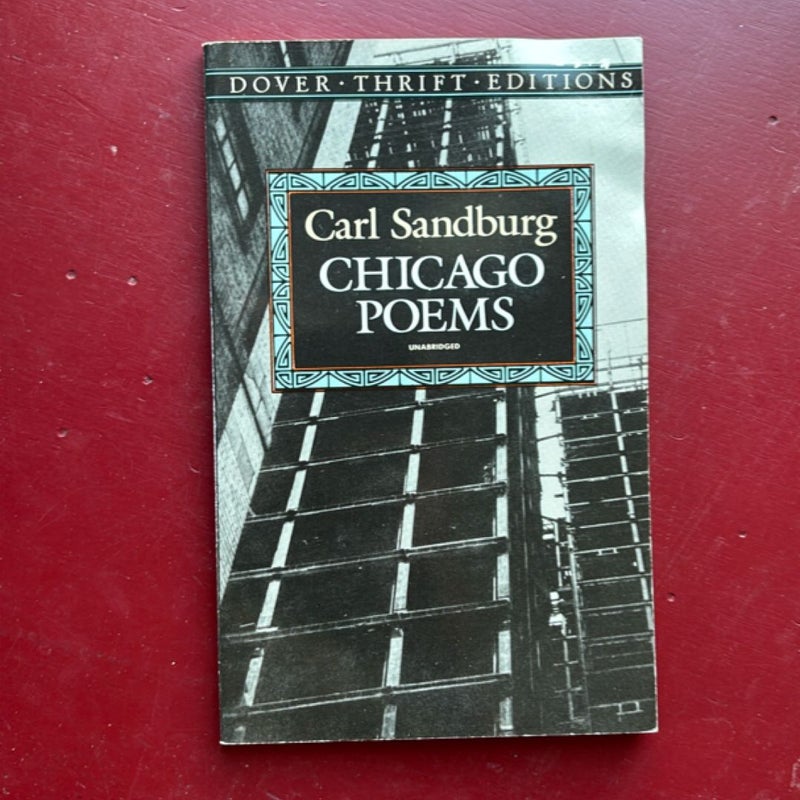 DOVER · THRIFT · EDITIONS
Carl Sandburg
CHICAGO
POEMS
UNABRIDGED